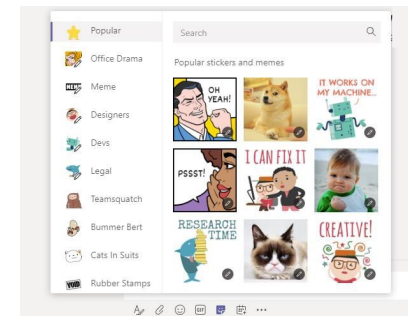 Popular
Office Drama
Meme
Designers
Devs
Legal
Teamsquatch
Bummer Bert
Cats In Suits
Rubber Stamps
Search
Popular stickers and memes
OH
YEAH!
IT WORKS ON
MY MACHINE...
PSSST!
I CAN FIX IT
RESEARCH
TIME
CREATIVE!
GIF